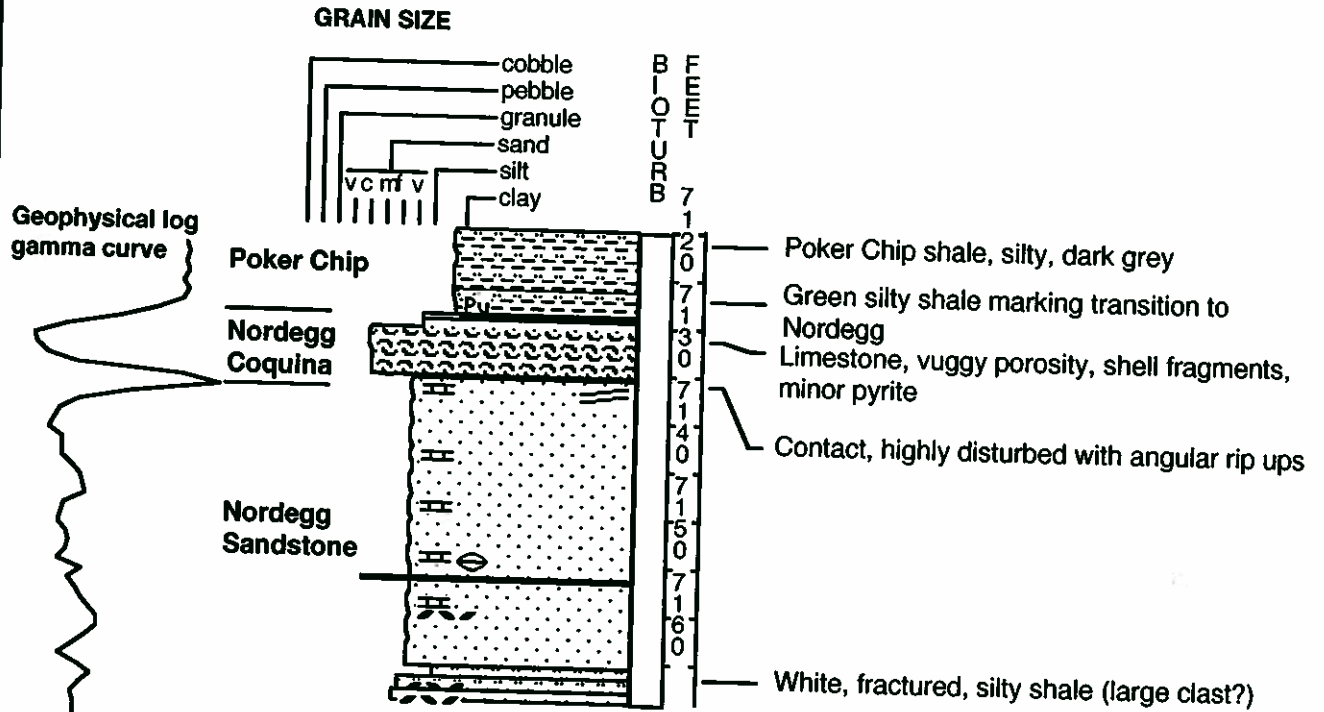 GRAIN SIZE
cobble
pebble
granule
sand
silt
v c mf v
clay
BIOTURB
FEET
7120
7130
7140
7150
7160
Geophysical log
gamma curve
Poker Chip
Py
Nordegg
Coquina
Nordegg
Sandstone
Poker Chip shale, silty, dark grey
Green silty shale marking transition to
Nordegg
Limestone, vuggy porosity, shell fragments,
minor pyrite
Contact, highly disturbed with angular rip ups
White, fractured, silty shale (large clast?)